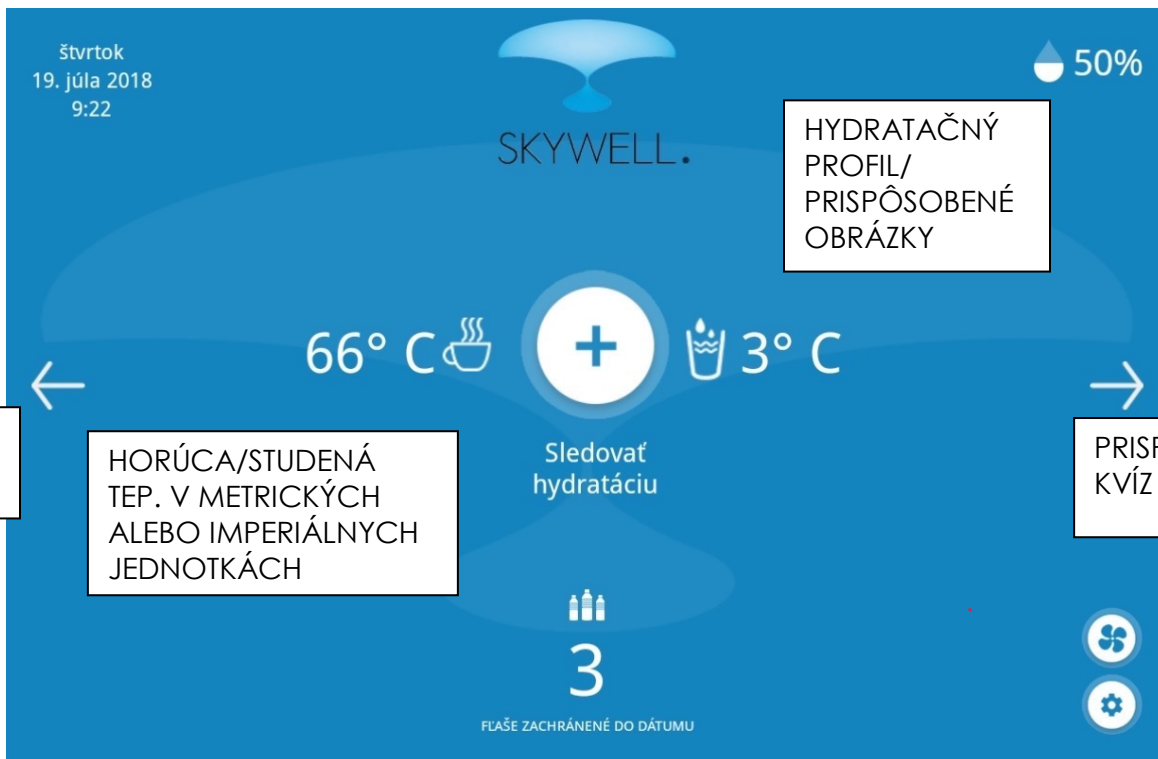 štvrtok
19. júla 2018
9:22
SKYWELL.
50%
HYDRATAČNÝ
PROFIL/
PRISPÔSOBENÉ
OBRÁZKY
66° C
3° C
Sledovať
hydratáciu
HORÚCA/STUDENÁ
TEP. V METRICKÝCH
ALEBO IMPERIÁLNYCH
JEDNOTKÁCH
KVÍZ
3
FĽAŠE ZACHRÁNENÉ DO DÁTUMU